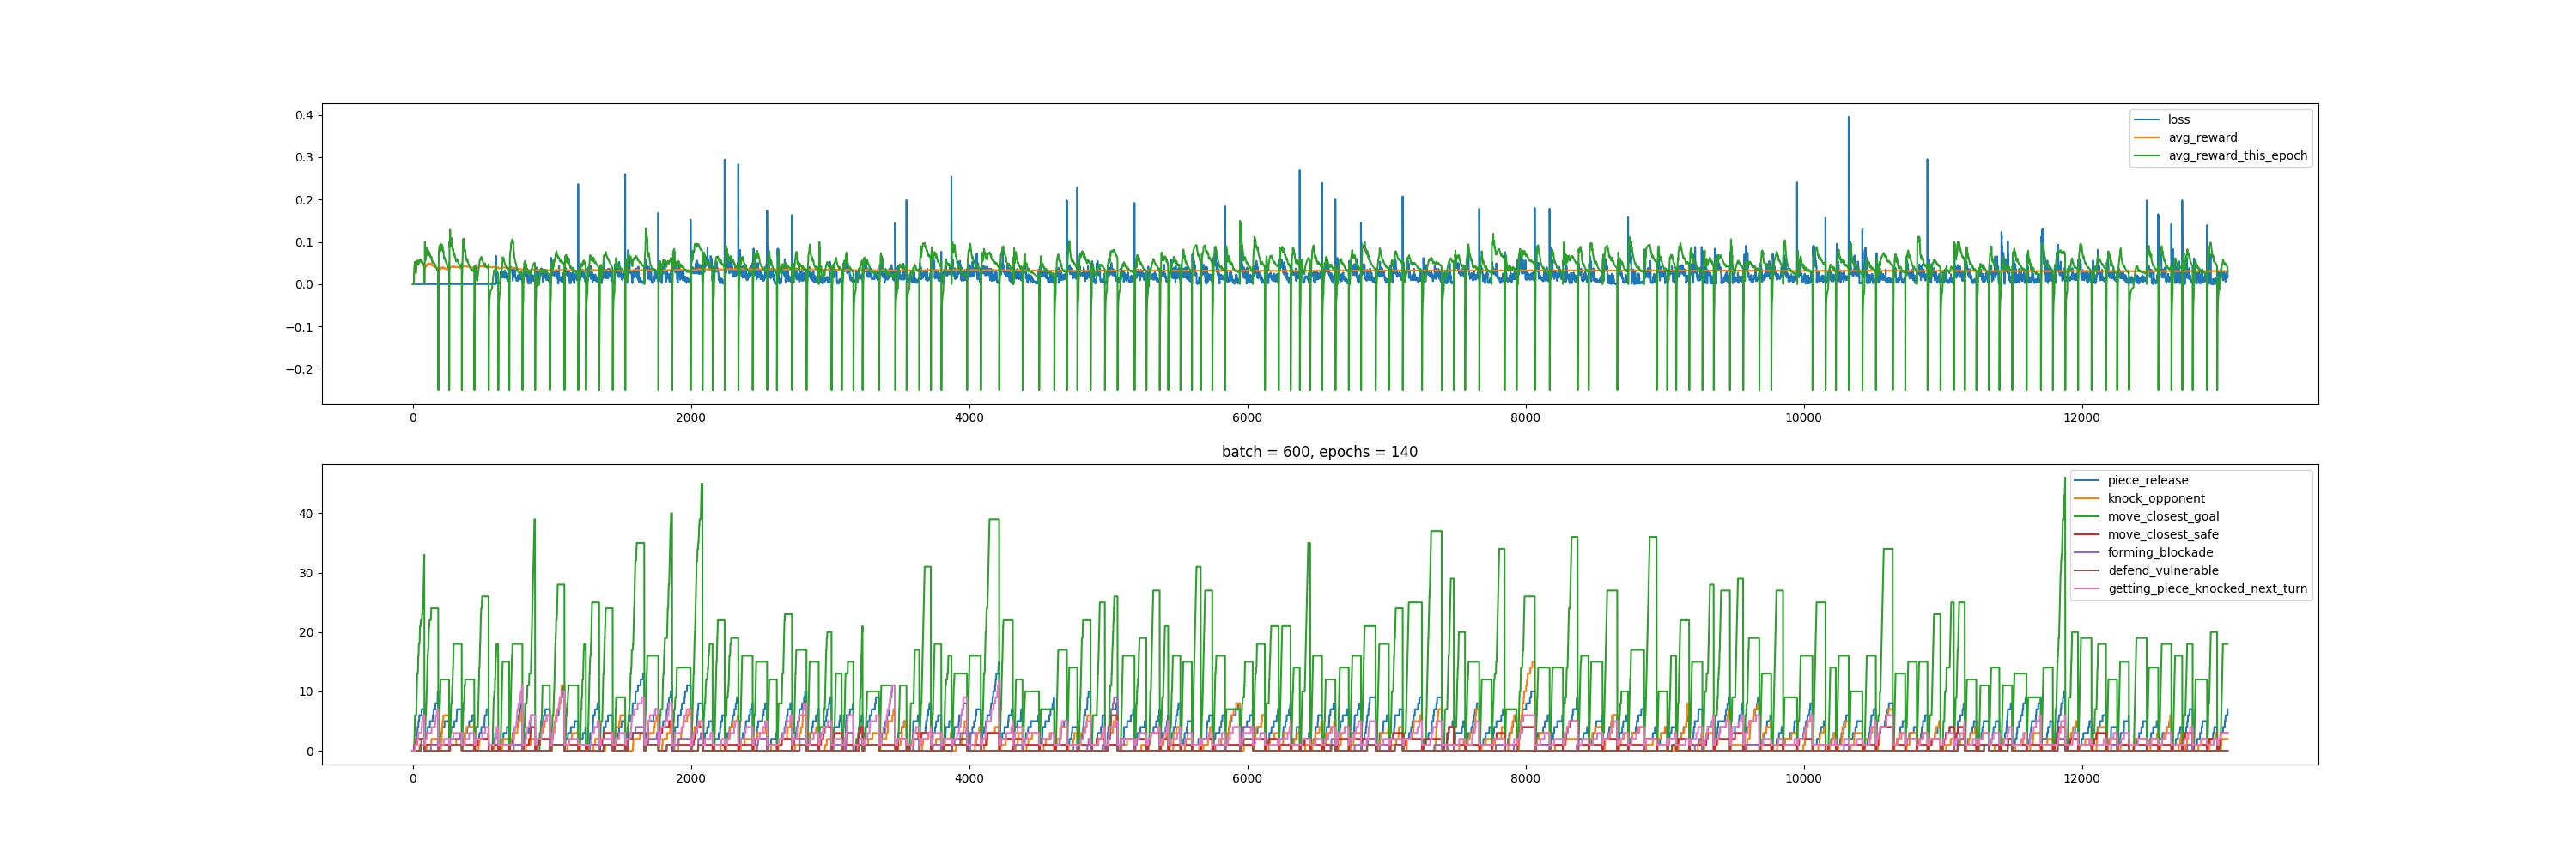 0.4
0.3
0.2
0.1
0.0
−0.1
−0.2
loss
avg_reward
avg_reward_this_epoch
0 2000 4000 6000 8000 10000 12000
batch = 600, epochs = 140
40
30
20
10
0
piece_release
knock_opponent
move_closest_goal
move_closest_safe
forming_blockade
defend_vulnerable
getting_piece_knocked_next_turn
0 2000 4000 6000 8000 10000 12000